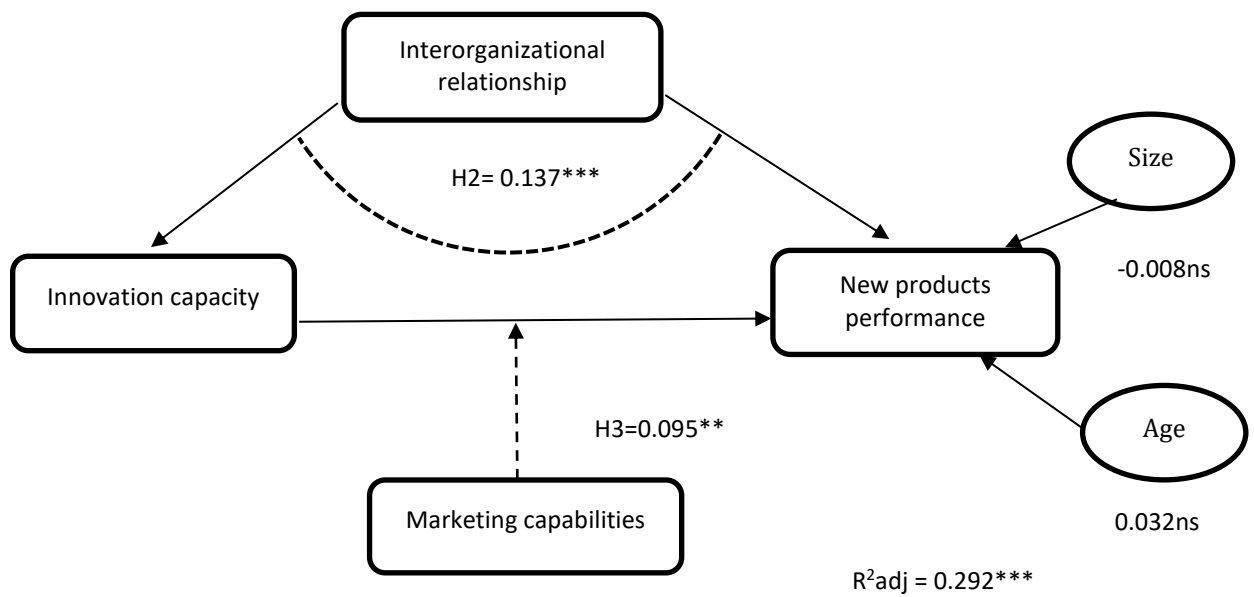 Interorganizational
relationship
Size
H2= 0.137***
-0.008ns
Innovation capacity
New products
performance
H3=0.095**
Age
Marketing capabilities
0.032ns
R²adj = 0.292***